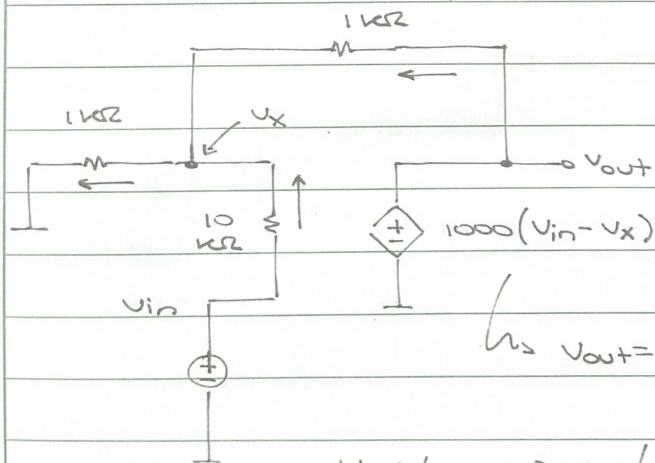 1 kΩ
1 kΩ
Vx
Vout
10
kΩ
1000(Vin - Vx)
Vin
Vout =